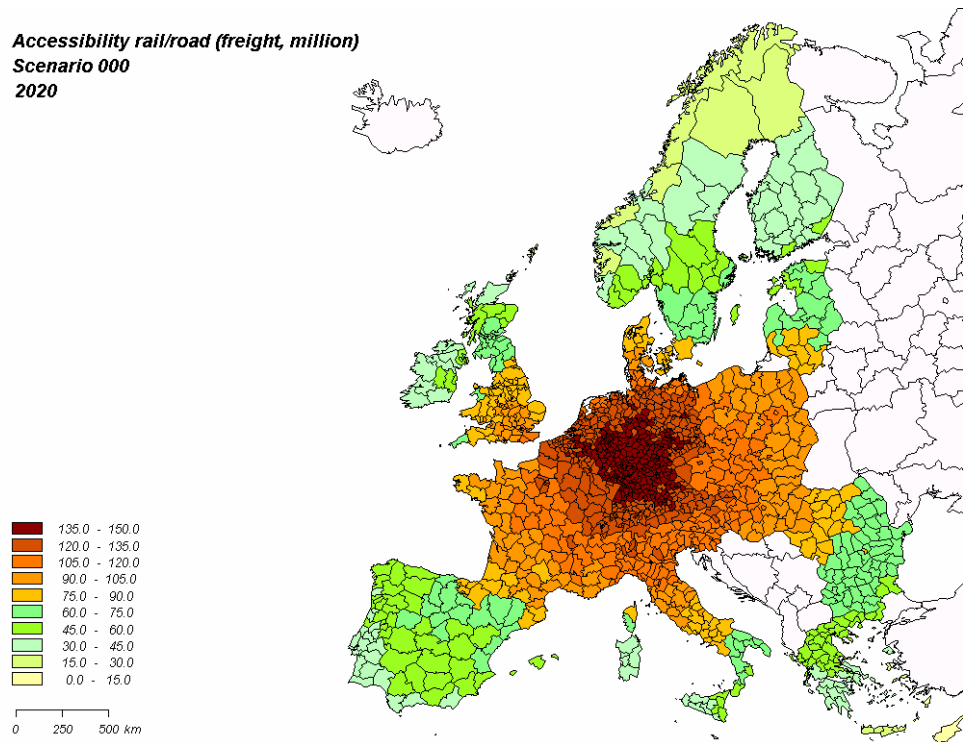 Accessibility rail/road (freight, million)
Scenario 000
2020
135.0 - 150.0
120.0 - 135.0
105.0 - 120.0
90.0 - 105.0
75.0 - 90.0
60.0 - 75.0
45.0 - 60.0
30.0 - 45.0
15.0 - 30.0
0.0 - 15.0
0 250 500 km